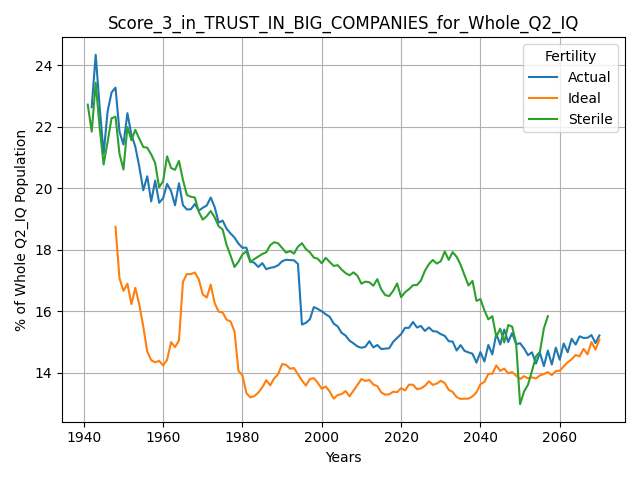 Score_3_in_TRUST_IN_BIG_COMPANIES_for_Whole_Q2_IQ
Fertility
Actual
Ideal
Sterile
% of Whole Q2_IQ Population
24
22
20
18
16
14
1940
1960
1980
2000
2020
2040
2060
Years